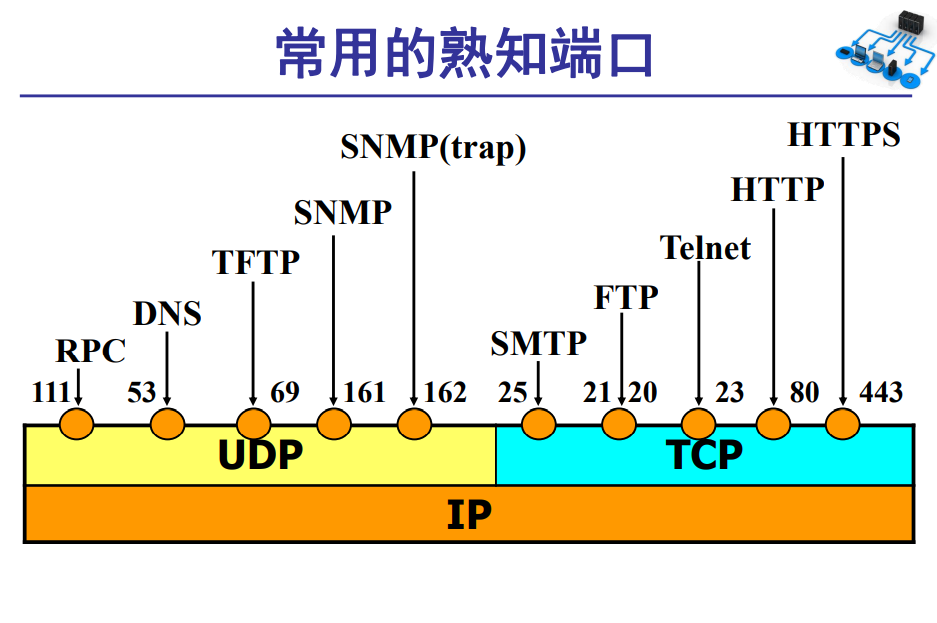 常用的熟知端口
HTTPS
SNMP(trap)
HTTP
SNMP
Telnet
TFTP
FTP
DNS
SMTP
RPC
111 53 69 161 162 25 21 20 23 80 443
UDP TCP
IP